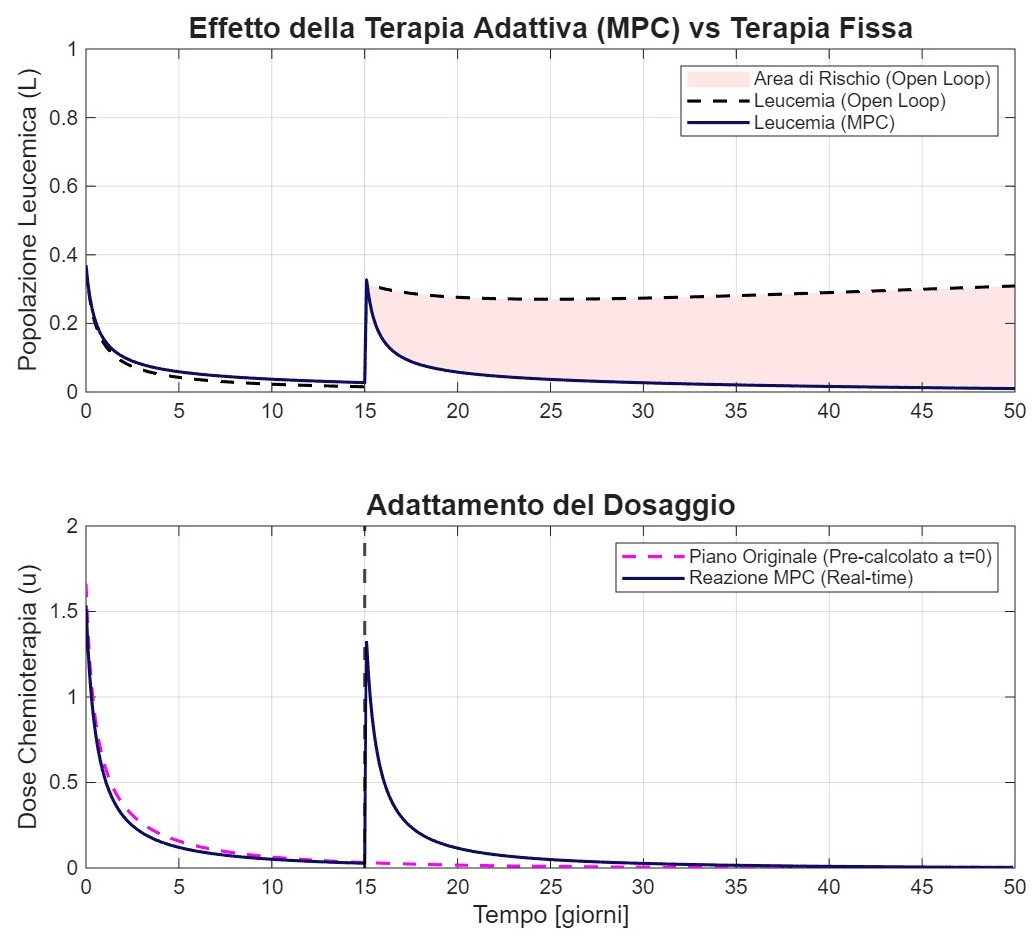 Effetto della Terapia Adattiva (MPC) vs Terapia Fissa
Popolazione Leucemica (L)
1
0.8
0.6
0.4
0.2
0
Area di Rischio (Open Loop)
Leucemia (Open Loop)
Leucemia (MPC)
0 5 10 15 20 25 30 35 40 45 50
Adattamento del Dosaggio
Dose Chemioterapia (u)
2
1.5
1
0.5
0
Piano Originale (Pre-calcolato a t=0)
Reazione MPC (Real-time)
0 5 10 15 20 25 30 35 40 45 50
Tempo [giorni]